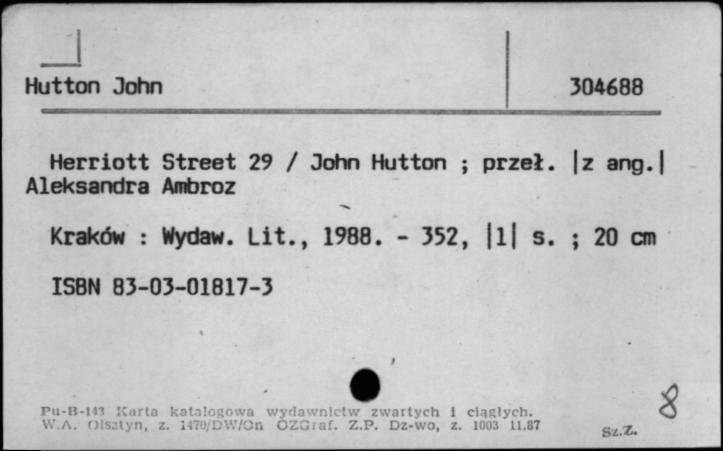 Hutton John 304688
Herriott Street 29 / John Hutton ; przeł. |z ang.|
Aleksandra Ambroz
Kraków : Wydaw. Lit., 1988. - 352, |1| s. ; 20 cm
ISBN 83-03-01817-3
8
Pu-B-143 Karta katalogowa wydawnictw zwartych i ciągłych.
W.A. Olsztyn, z. 1470/DW/On OZGraf. Z.P. Dz-wo, z. 1003 11.87
Sz.Z.